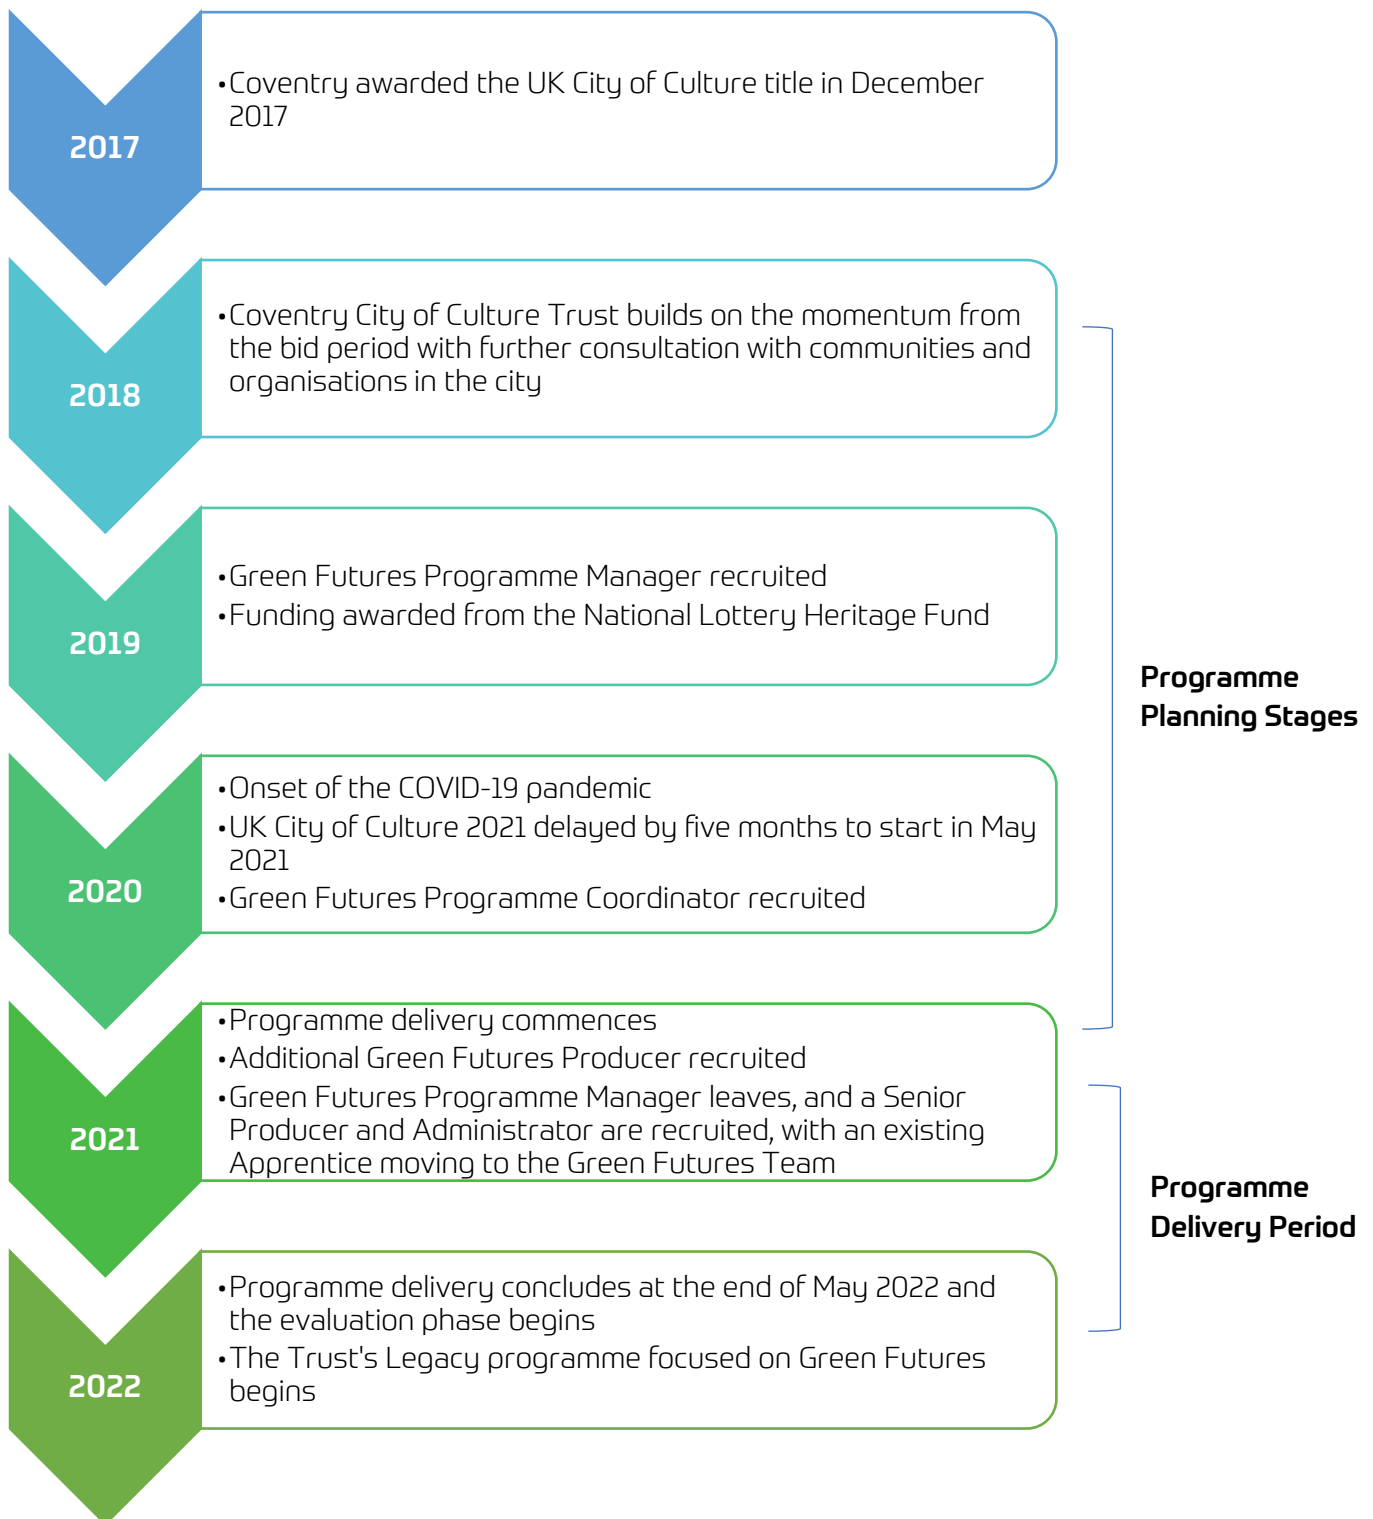 2017
•Coventry awarded the UK City of Culture title in December
2017
2018
•Coventry City of Culture Trust builds on the momentum from
the bid period with further consultation with communities and
organisations in the city
2019
•Green Futures Programme Manager recruited
•Funding awarded from the National Lottery Heritage Fund
Programme
Planning Stages
2020
•Onset of the COVID-19 pandemic
•UK City of Culture 2021 delayed by five months to start in May
2021
•Green Futures Programme Coordinator recruited
2021
•Programme delivery commences
•Additional Green Futures Producer recruited
•Green Futures Programme Manager leaves, and a Senior
Producer and Administrator are recruited, with an existing
Apprentice moving to the Green Futures Team
Programme
Delivery Period
2022
•Programme delivery concludes at the end of May 2022 and
the evaluation phase begins
•The Trust's Legacy programme focused on Green Futures
begins